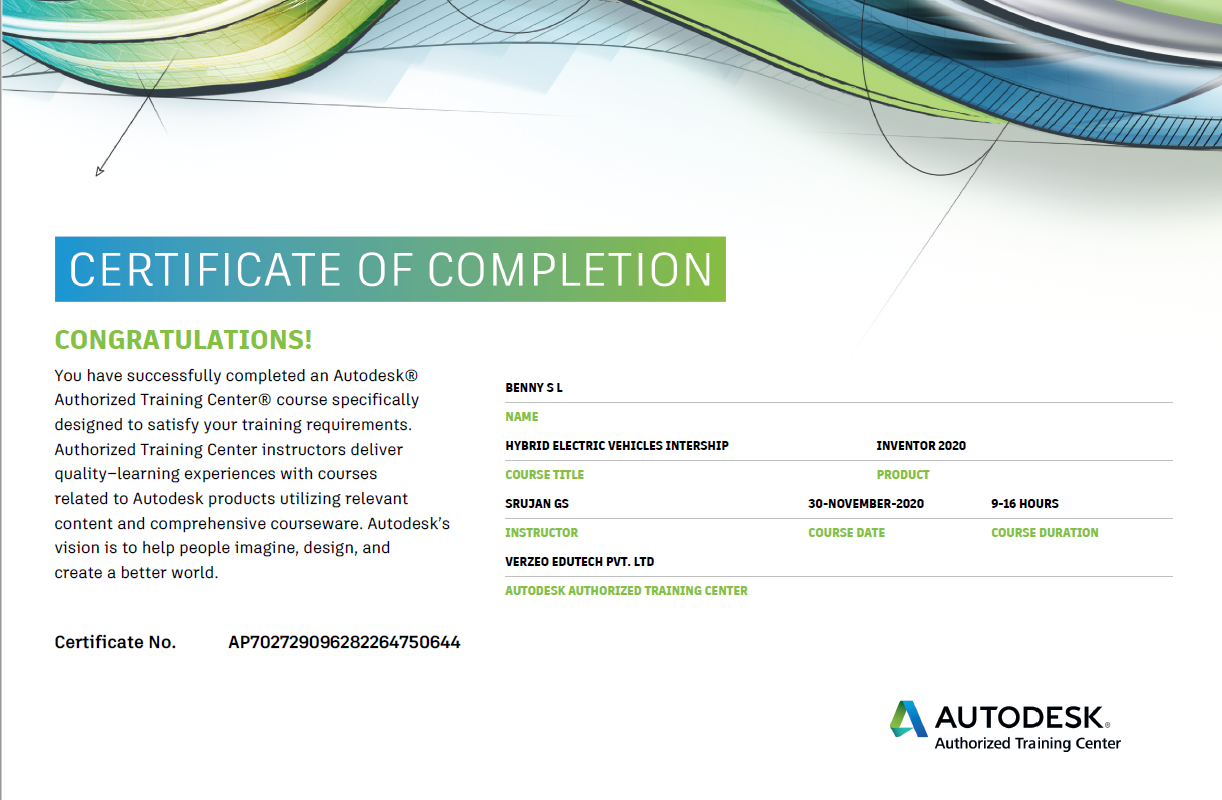 CERTIFICATE OF COMPLETION
CONGRATULATIONS!
You have successfully completed an Autodesk®
Authorized Training Center® course specifically
designed to satisfy your training requirements.
Authorized Training Center instructors deliver
quality–learning experiences with courses
related to Autodesk products utilizing relevant
content and comprehensive courseware. Autodesk's
vision is to help people imagine, design, and
create a better world.
Certificate No. AP702729096282264750644
BENNY S L
NAME
HYBRID ELECTRIC VEHICLES INTERSHIP INVENTOR 2020
COURSE TITLE PRODUCT
SRUJAN GS 30-NOVEMBER-2020 9-16 HOURS
INSTRUCTOR COURSE DATE COURSE DURATION
VERZEO EDUTECH PVT. LTD
AUTODESK AUTHORIZED TRAINING CENTER
AUTODESK®
Authorized Training Center